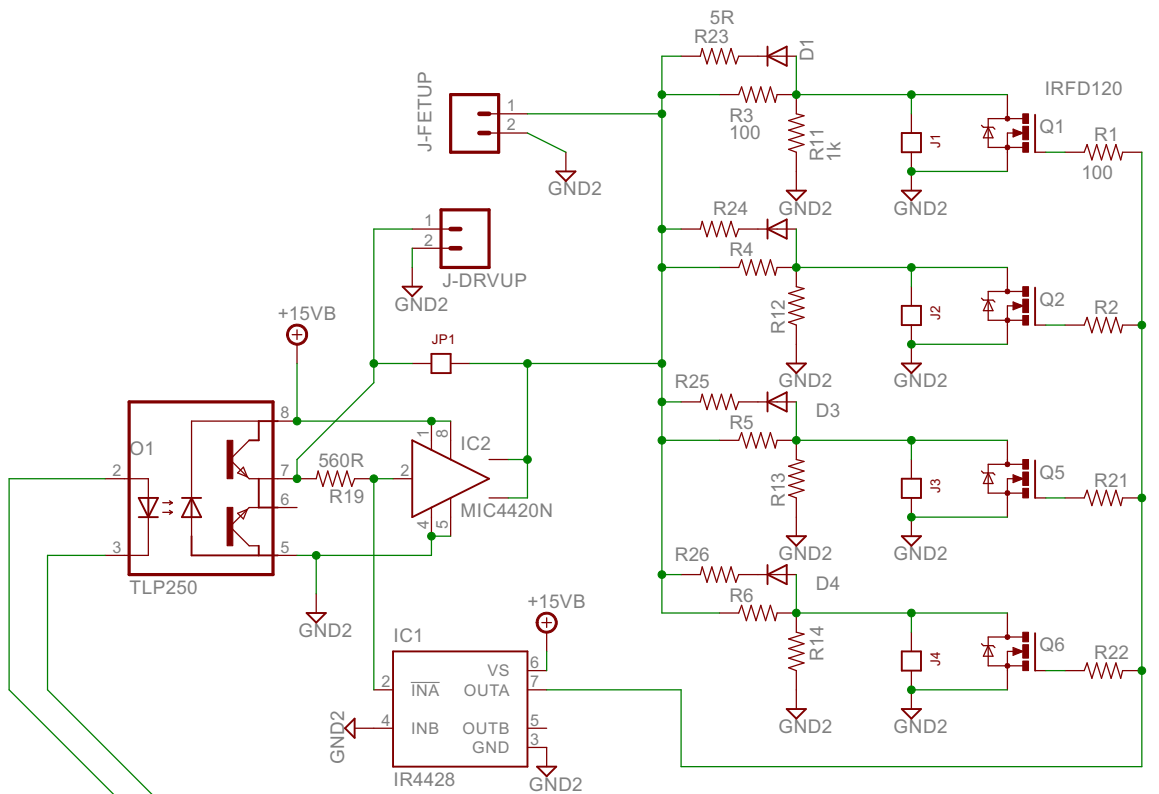 5R
R23
D1
J-FETUP
1
2
GND2
R3
100
R11
1k
GND2
J1
GND2
IRFD120
Q1
R1
100
R24
R4
R12
GND2
J2
GND2
Q2
R2
1
2
J-DRVUP
GND2
+15VB
JP1
R25
D3
R5
R13
GND2
J3
GND2
Q5
R21
O1
8
7
6
5
2
3
TLP250
560R
R19
1
8
2
4
5
IC2
MIC4420N
GND2
R26
D4
R6
R14
GND2
J4
GND2
Q6
R22
+15VB
IC1
VS
6
2
INA
OUTA
7
GND2
4
INB
OUTB
5
GND
3
IR4428
GND2